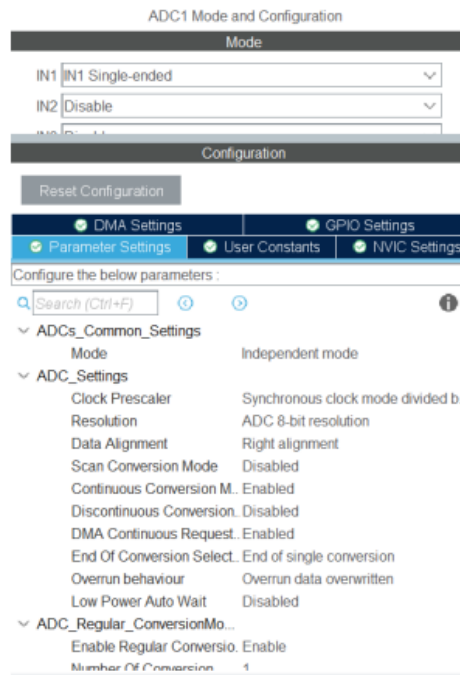 ADC1 Mode and Configuration
Mode
IN1 IN1 Single-ended
IN2 Disable
Configuration
Reset Configuration
DMA Settings GPIO Settings
Parameter Settings User Constants NVIC Settings
Configure the below parameters :
Search (Ctrl+F)
ADCs_Common_Settings
Mode Independent mode
ADC_Settings
Clock Prescaler Synchronous clock mode divided b
Resolution ADC 8-bit resolution
Data Alignment Right alignment
Scan Conversion Mode Disabled
Continuous Conversion M.. Enabled
Discontinuous Conversion.. Disabled
DMA Continuous Request.. Enabled
End Of Conversion Select.. End of single conversion
Overrun behaviour Overrun data overwritten
Low Power Auto Wait Disabled
ADC_Regular_ConversionMo...
Enable Regular Conversio.. Enable
Number Of Conversion 1